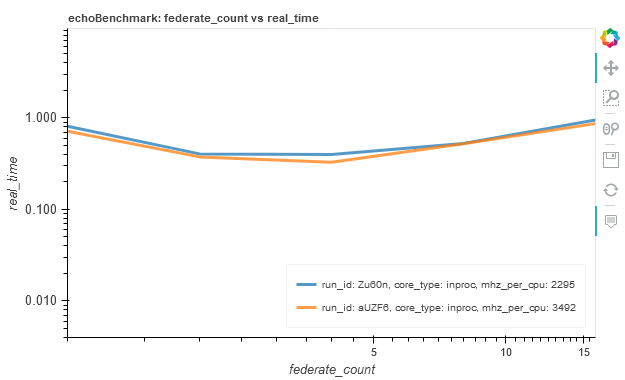 echoBenchmark: federate_count vs real_time
1.000
0.100
0.010
real_time
run_id: Zu60n, core_type: inproc, mhz_per_cpu: 2295
run_id: aUZF6, core_type: inproc, mhz_per_cpu: 3492
5
10
15
federate_count